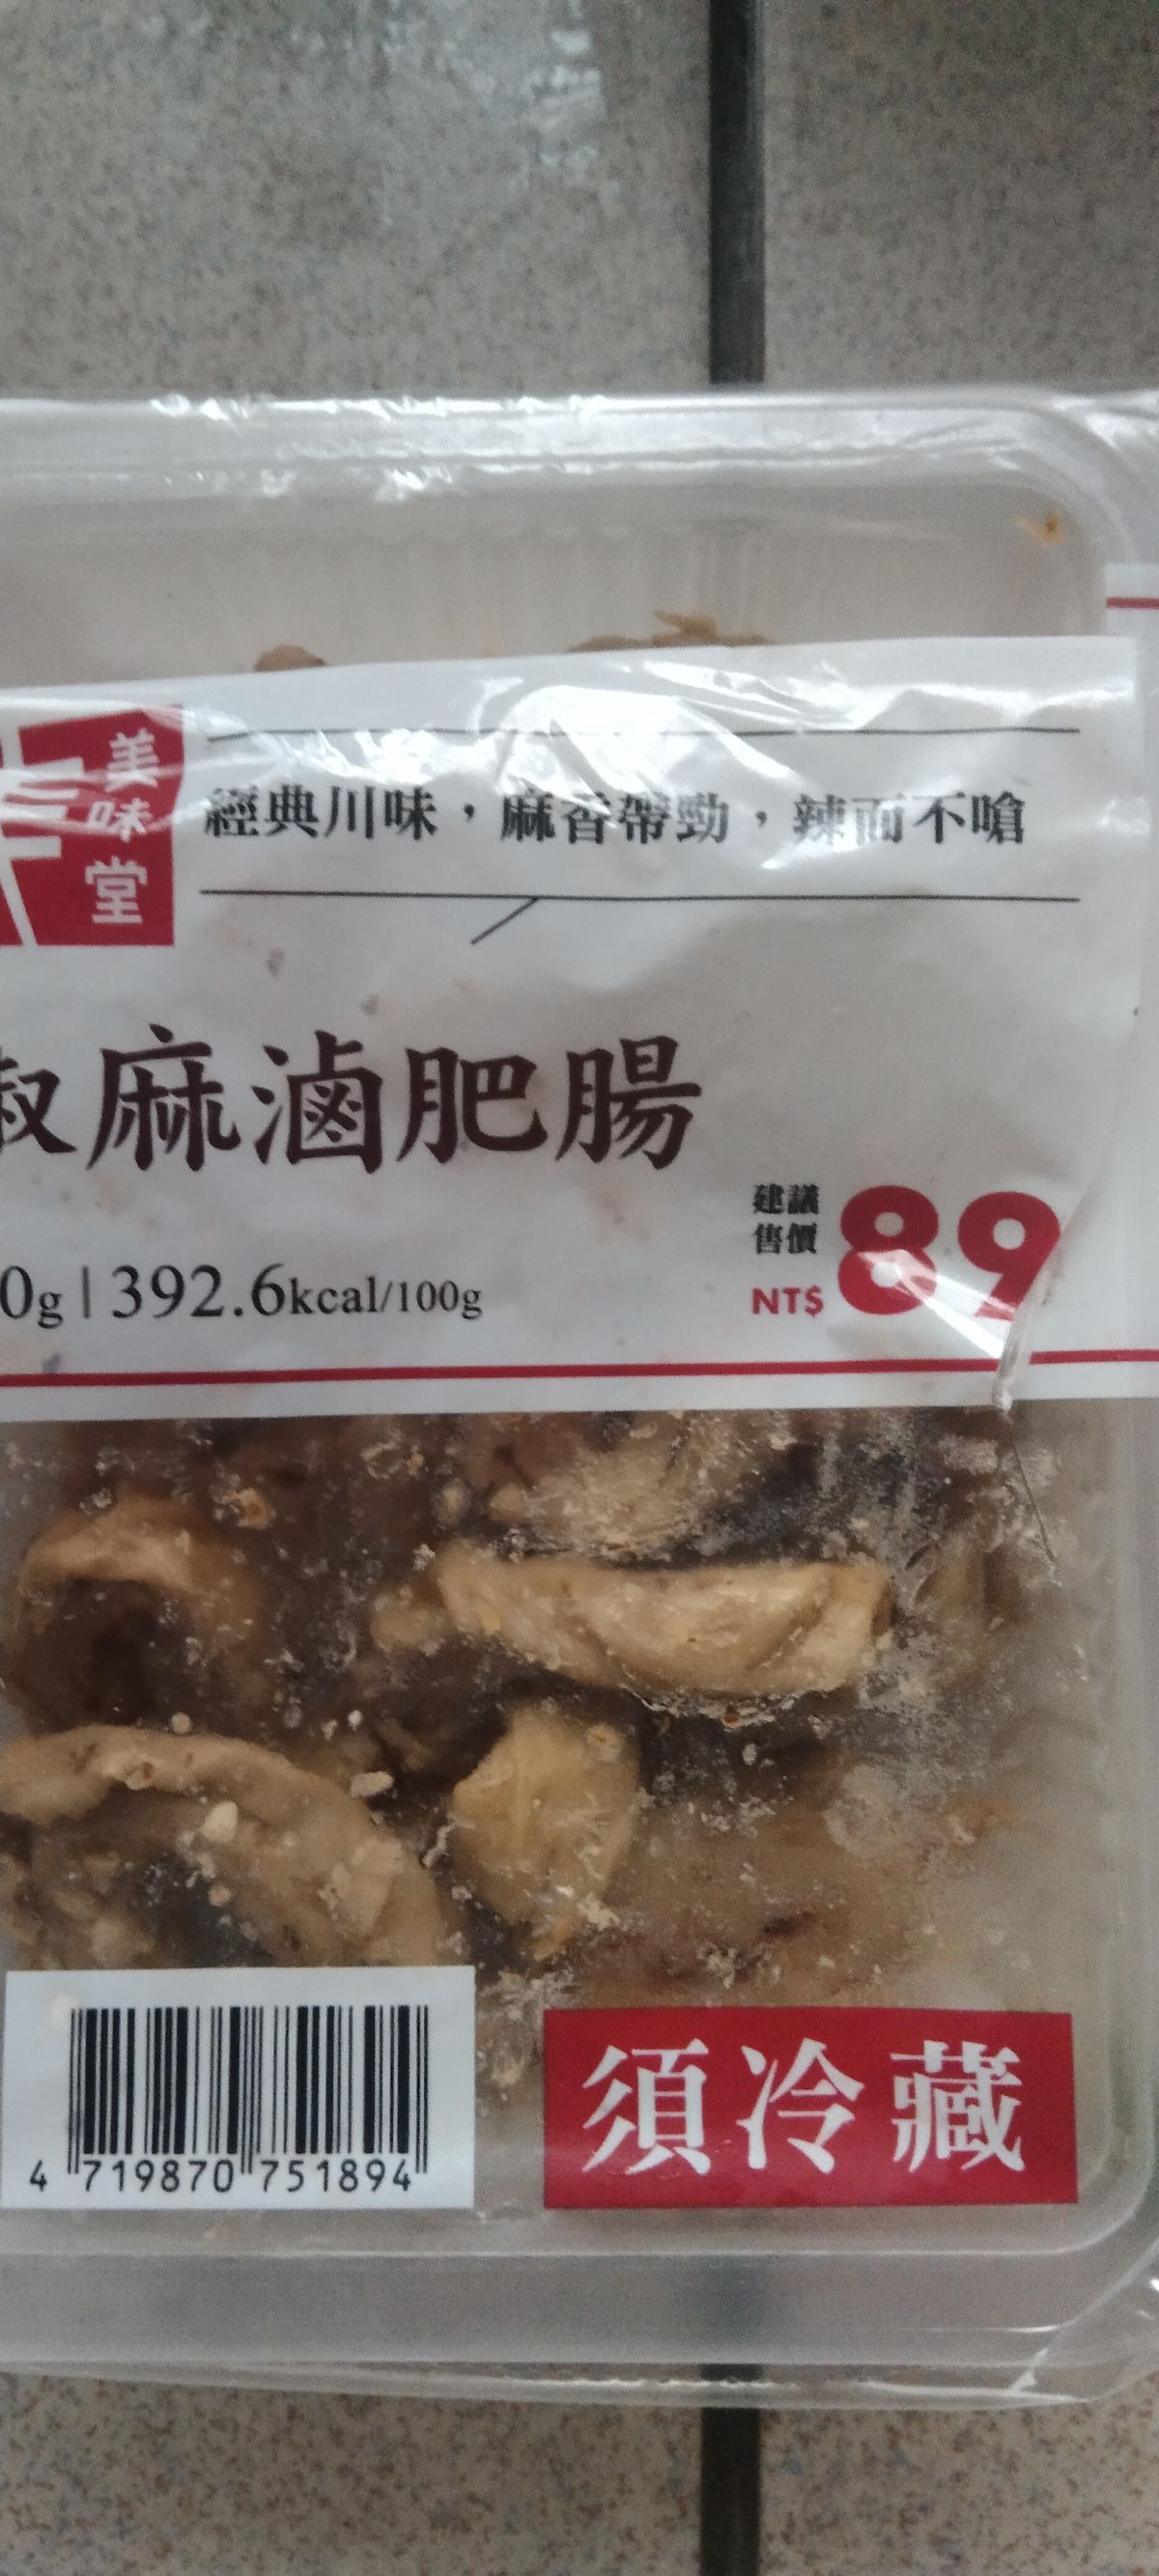 美
味
堂
經典川味，麻香帶勁，辣而不嗆
麻滷肥腸
建議
售價
NT$ 89
0g | 392.6kcal/100g
4 719870 751894
須冷藏